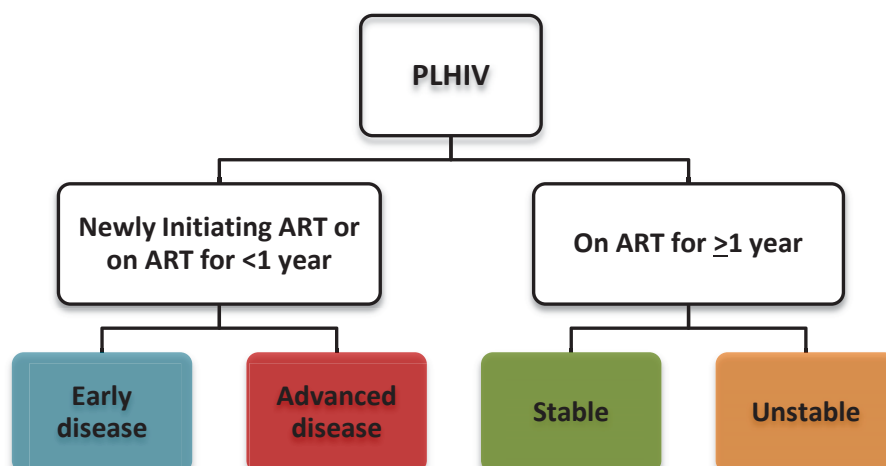 PLHIV
Newly Initiating ART or
on ART for <1 year
On ART for ≥1 year
Early
disease
Advanced
disease
Stable
Unstable